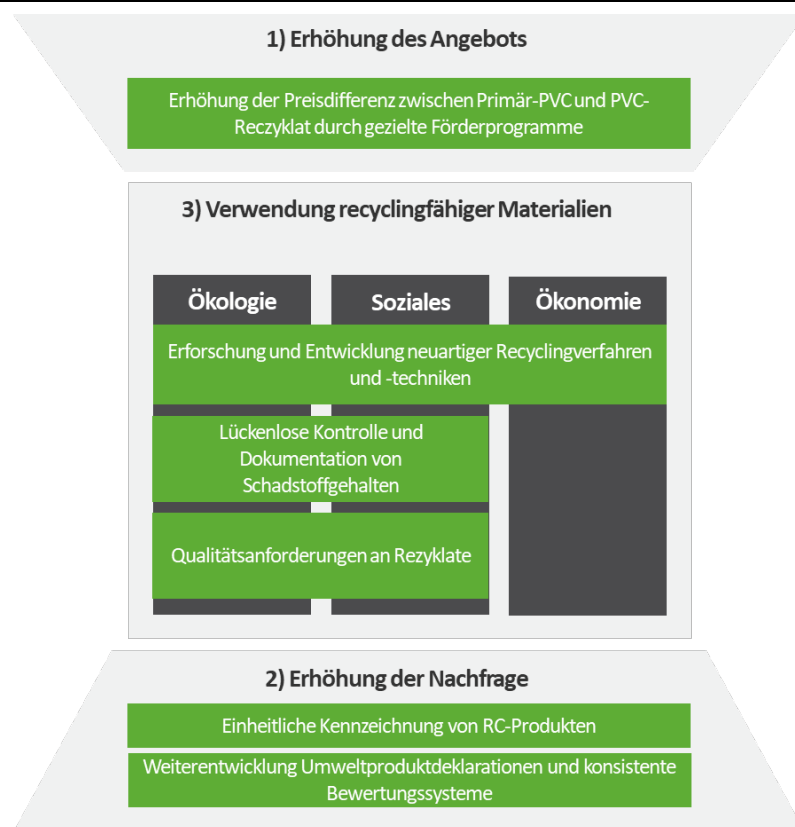 1) Erhöhung des Angebots
Erhöhung der Preisdifferenz zwischen Primär-PVC und PVC-
Reczyklat durch gezielte Förderprogramme
3) Verwendung recyclingfähiger Materialien
Ökologie Soziales Ökonomie
Erforschung und Entwicklung neuartiger Recyclingverfahren
und -techniken
Lückenlose Kontrolle und
Dokumentation von
Schadstoffgehalten
Qualitätsanforderungen an Rezyklate
2) Erhöhung der Nachfrage
Einheitliche Kennzeichnung von RC-Produkten
Weiterentwicklung Umweltproduktdeklarationen und konsistente
Bewertungssysteme